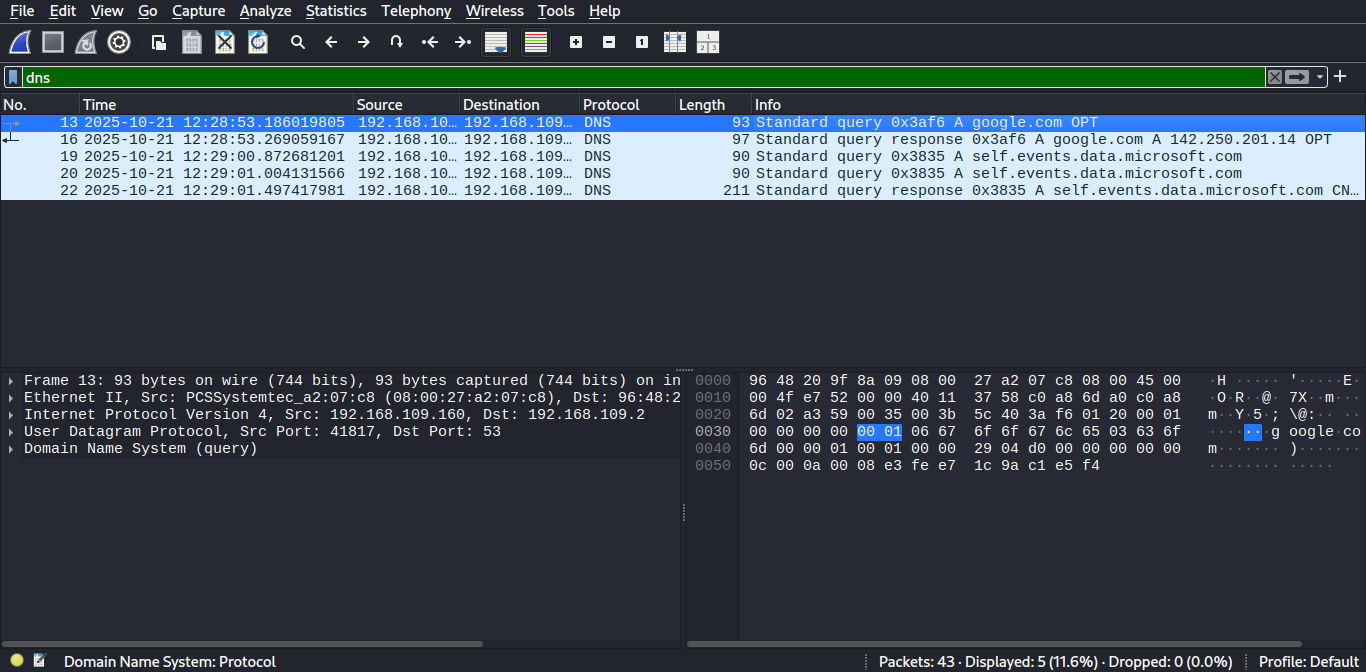 File Edit View Go Capture Analyze Statistics Telephony Wireless Tools Help
dns
No. Time Source Destination Protocol Length Info
13 2025-10-21 12:28:53.186019805 192.168.10… 192.168.109… DNS 93 Standard query 0x3af6 A google.com OPT
16 2025-10-21 12:28:53.269059167 192.168.10… 192.168.109… DNS 97 Standard query response 0x3af6 A google.com A 142.250.201.14 OPT
19 2025-10-21 12:29:00.872681201 192.168.10… 192.168.109… DNS 90 Standard query 0x3835 A self.events.data.microsoft.com
20 2025-10-21 12:29:01.004131566 192.168.10… 192.168.109… DNS 90 Standard query 0x3835 A self.events.data.microsoft.com
22 2025-10-21 12:29:01.497417981 192.168.10… 192.168.109… DNS 211 Standard query response 0x3835 A self.events.data.microsoft.com CN…
Frame 13: 93 bytes on wire (744 bits), 93 bytes captured (744 bits) on in
Ethernet II, Src: PCSSystemtec_a2:07:c8 (08:00:27:a2:07:c8), Dst: 96:48:2
Internet Protocol Version 4, Src: 192.168.109.160, Dst: 192.168.109.2
User Datagram Protocol, Src Port: 41817, Dst Port: 53
Domain Name System (query)
0000 96 48 20 9f 8a 09 08 00 27 a2 07 c8 08 00 45 00 ·H ·····'·····E·
0010 00 4f e7 52 00 00 40 11 37 58 c0 a8 6d a0 c0 a8 ·O·R··@·7X··m···
0020 6d 02 a3 59 00 35 00 3b 5c 40 3a f6 01 20 00 01 m··Y·5·;\@:·· ··
0030 00 00 00 00 00 01 06 67 6f 6f 67 6c 65 03 63 6f ·······google·co
0040 6d 00 00 01 00 01 00 00 29 04 d0 00 00 00 00 00 m·······)·······
0050 0c 00 0a 00 08 e3 fe e7 1c 9a c1 e5 f4 ·············
Domain Name System: Protocol
Packets: 43 · Displayed: 5 (11.6%) · Dropped: 0 (0.0%)
Profile: Default